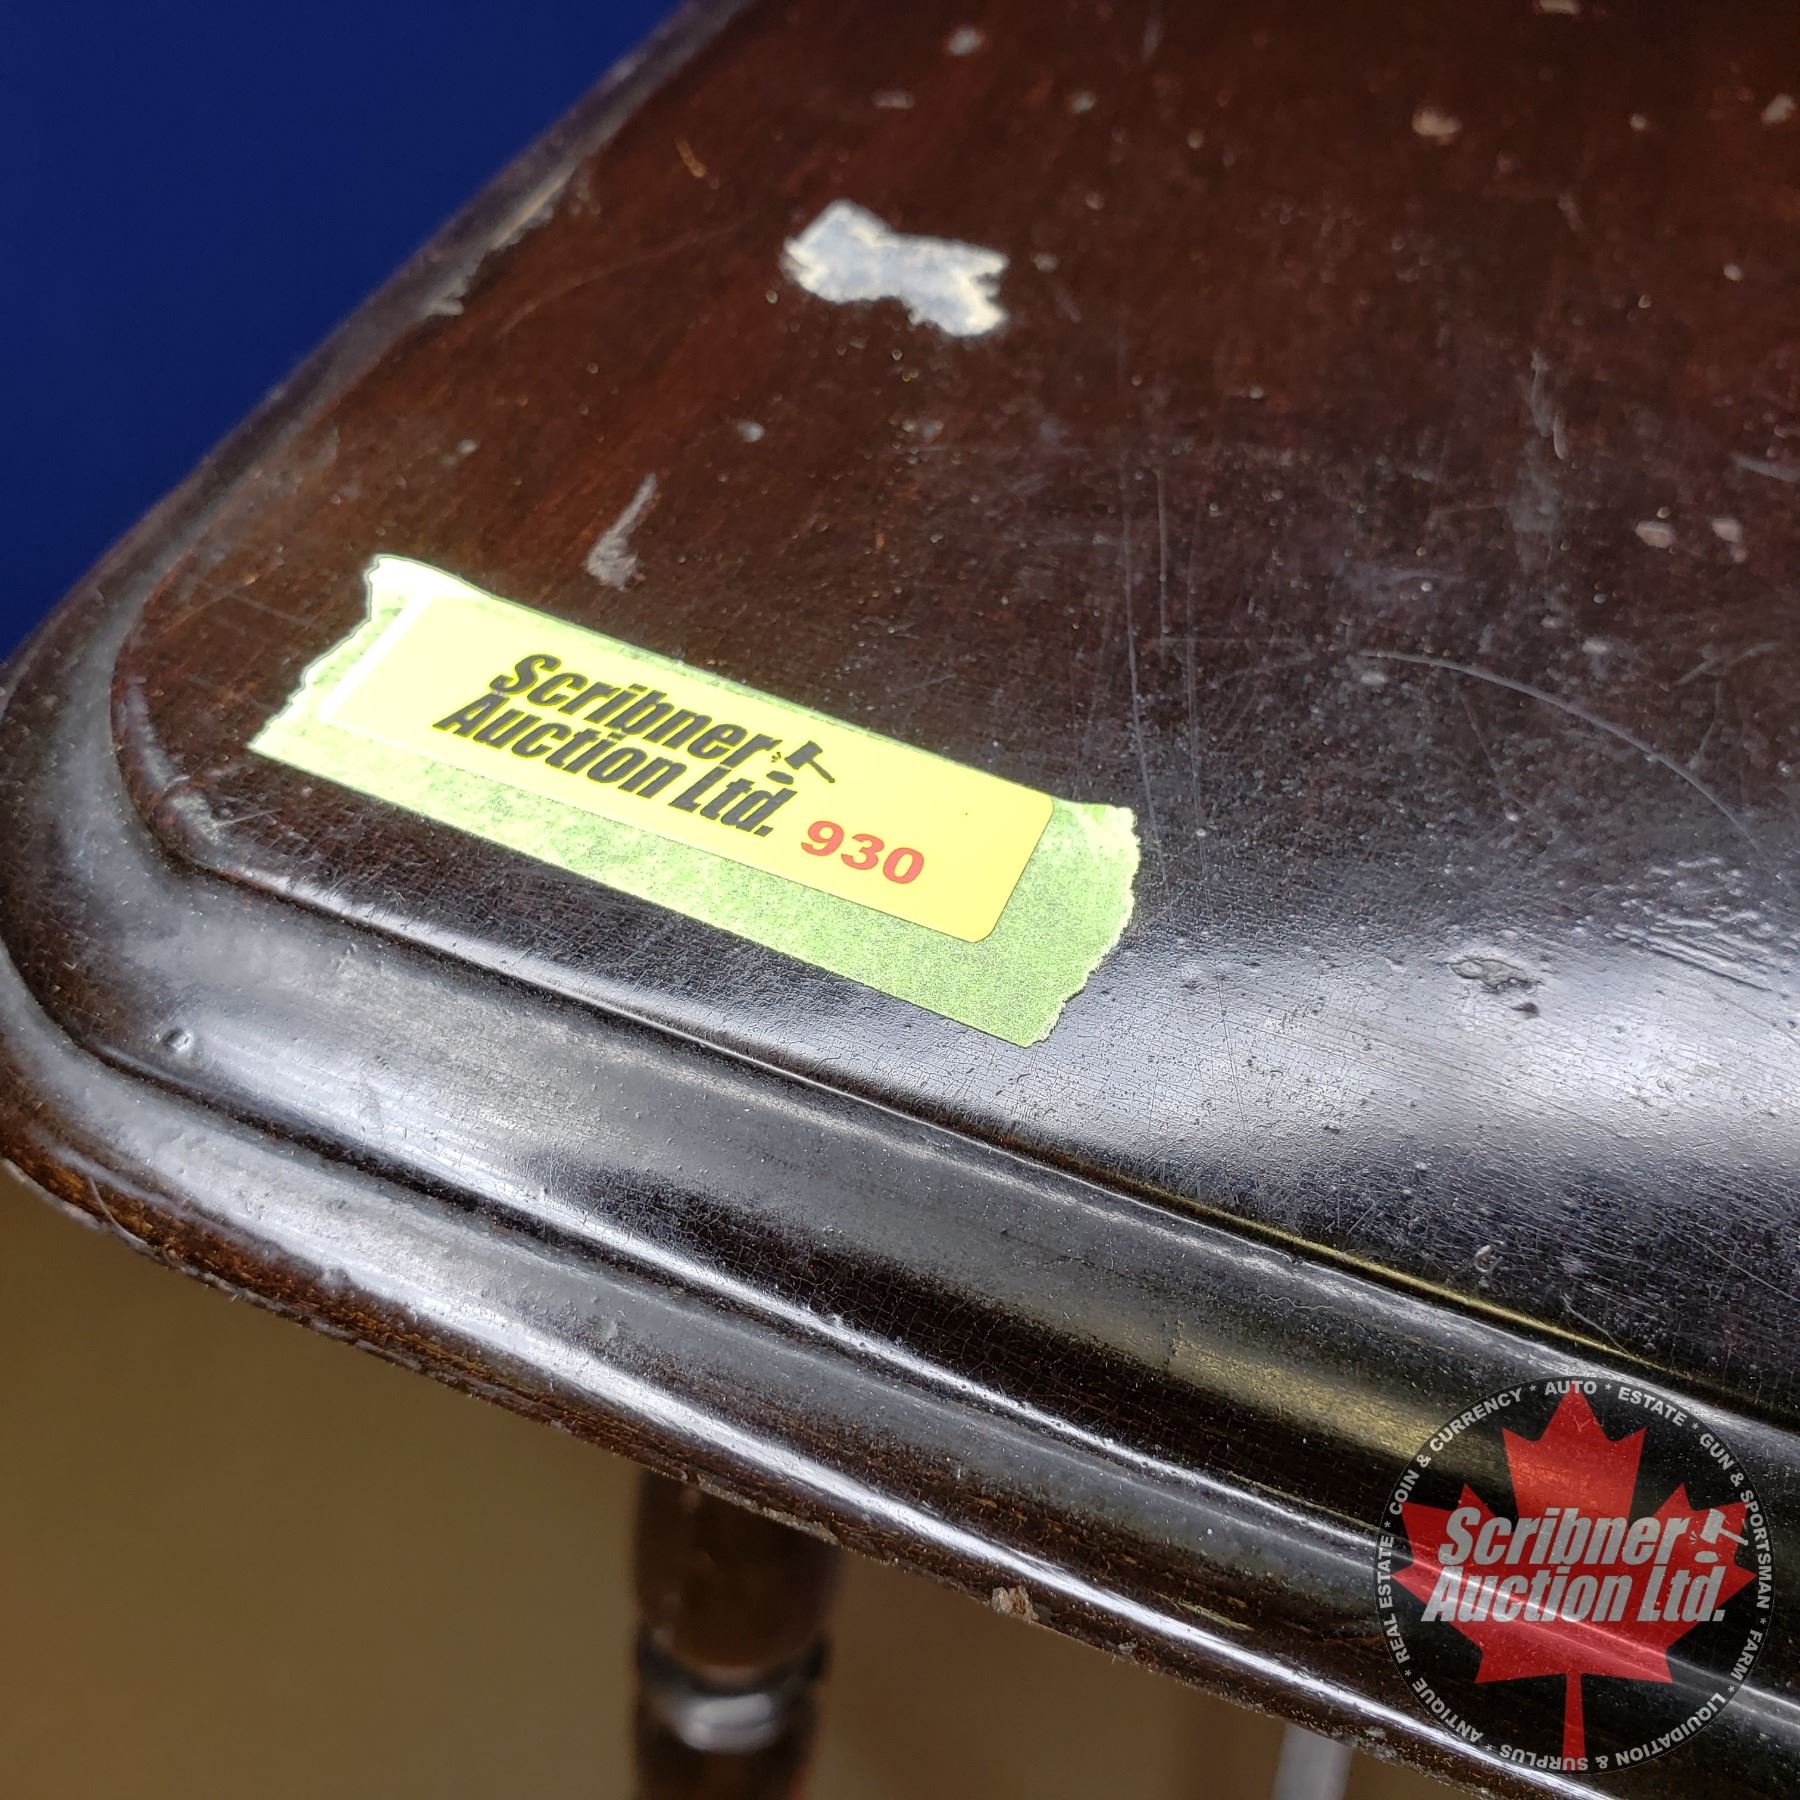 Scribner
Auction Ltd.
930
COIN & CURRENCY * AUTO * ESTATE * GUN & SPORTSMAN * FARM * LIQUIDATION & SURPLUS * ANTIQUE * REAL ESTATE *
Scribner
Auction Ltd.